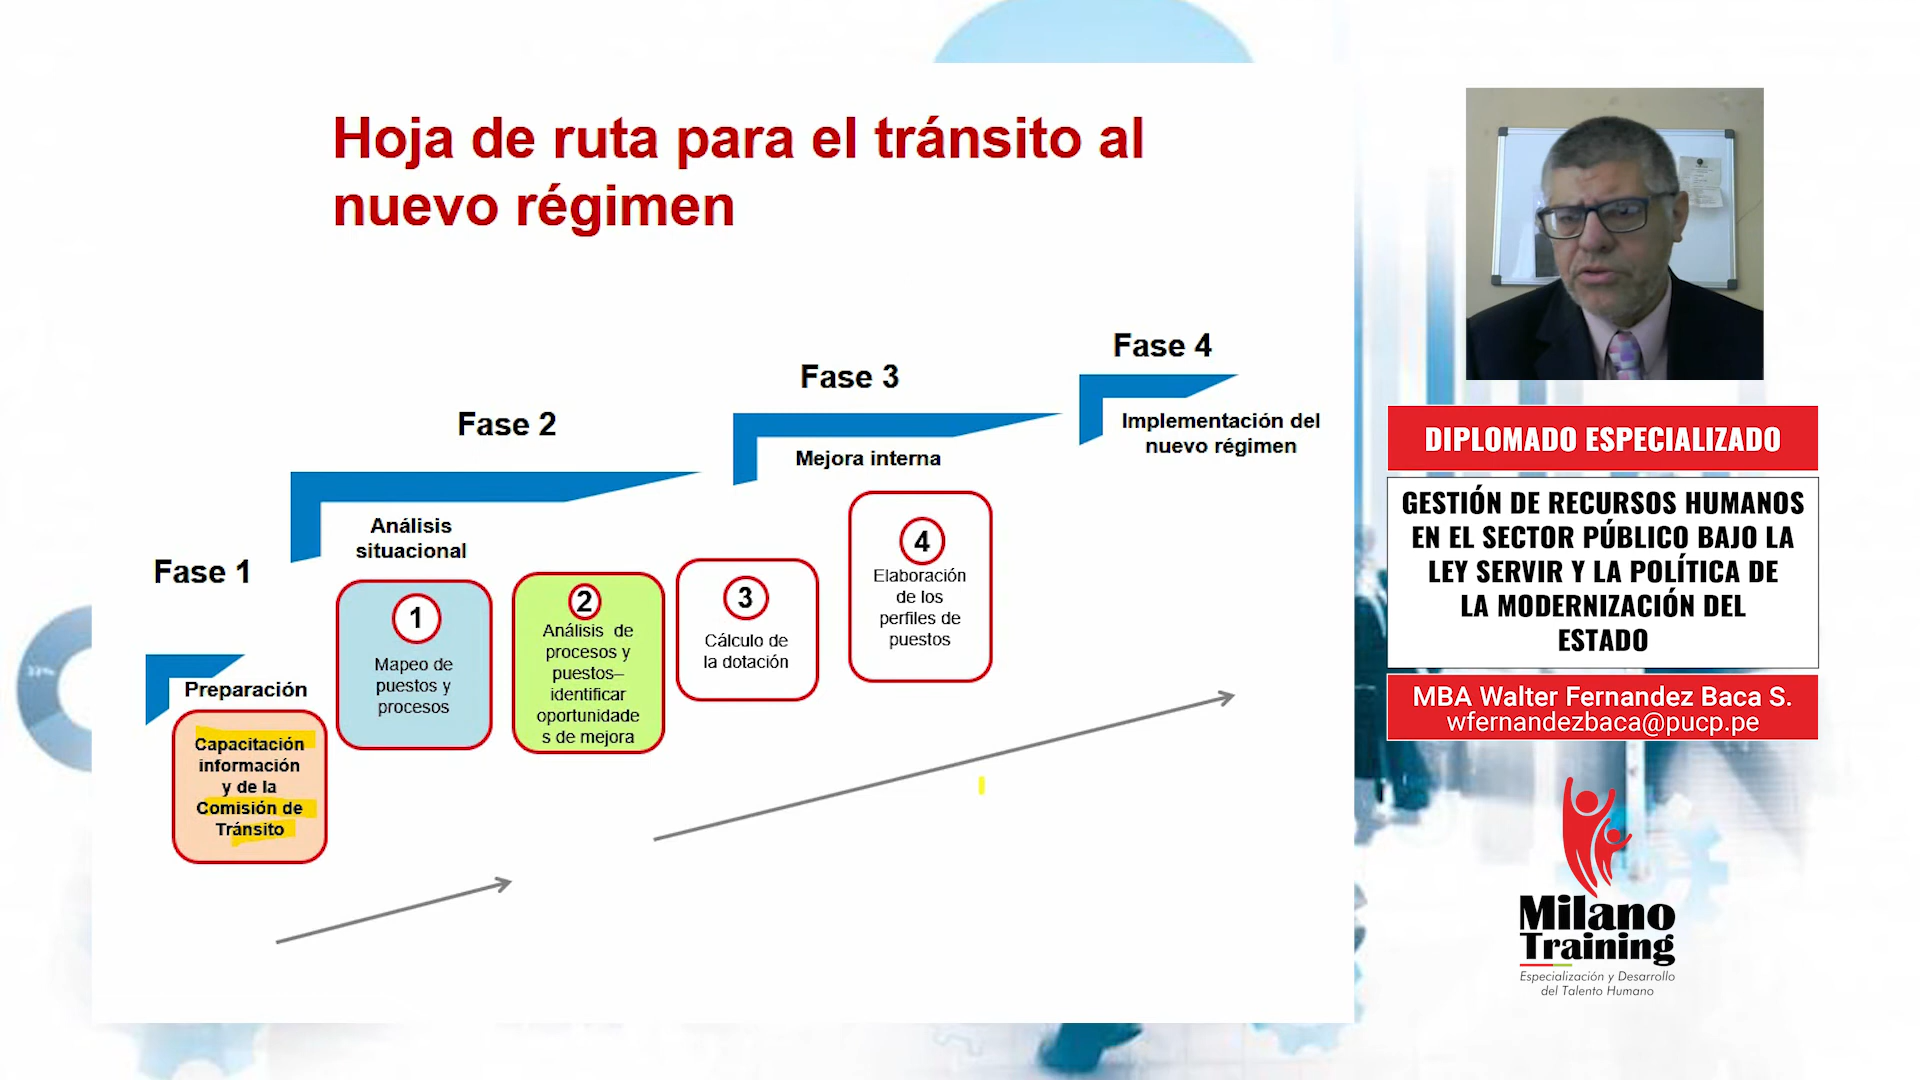 Hoja de ruta para el tránsito al
nuevo régimen
Fase 1
Preparación
Capacitación
información
y de la
Comisión de
Tránsito
Fase 2
Análisis
situacional
1
Mapeo de
puestos y
procesos
2
Análisis de
procesos y
puestos–
identificar
oportunidade
s de mejora
Fase 3
Mejora interna
3
Cálculo de
la dotación
4
Elaboración
de los
perfiles de
puestos
Fase 4
Implementación del
nuevo régimen
DIPLOMADO ESPECIALIZADO
GESTIÓN DE RECURSOS HUMANOS
EN EL SECTOR PÚBLICO BAJO LA
LEY SERVIR Y LA POLÍTICA DE
LA MODERNIZACIÓN DEL
ESTADO
MBA Walter Fernandez Baca S.
wfernandezbaca@pucp.pe
Milano
Training
Especialización y Desarrollo
del Talento Humano